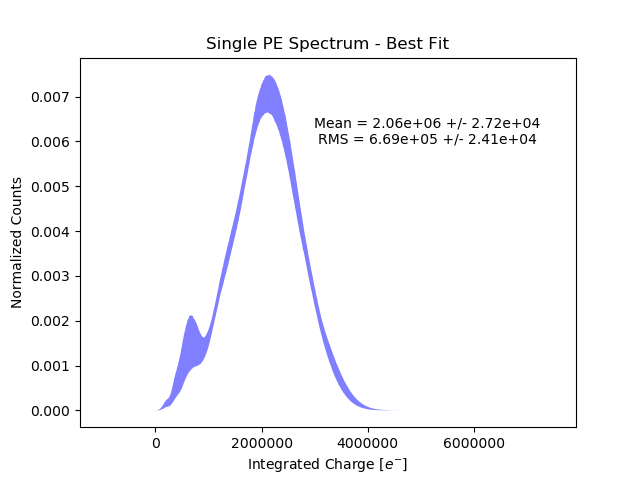 Single PE Spectrum - Best Fit
Mean = 2.06e+06 +/- 2.72e+04
RMS = 6.69e+05 +/- 2.41e+04
Normalized Counts
0.007
0.006
0.005
0.004
0.003
0.002
0.001
0.000
0 2000000 4000000 6000000
Integrated Charge [e⁻]